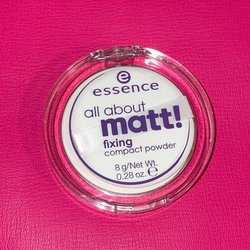 e
essence
all about
matt!
fixing
compact powder
8 g/Net Wt.
0.28 oz. ℮